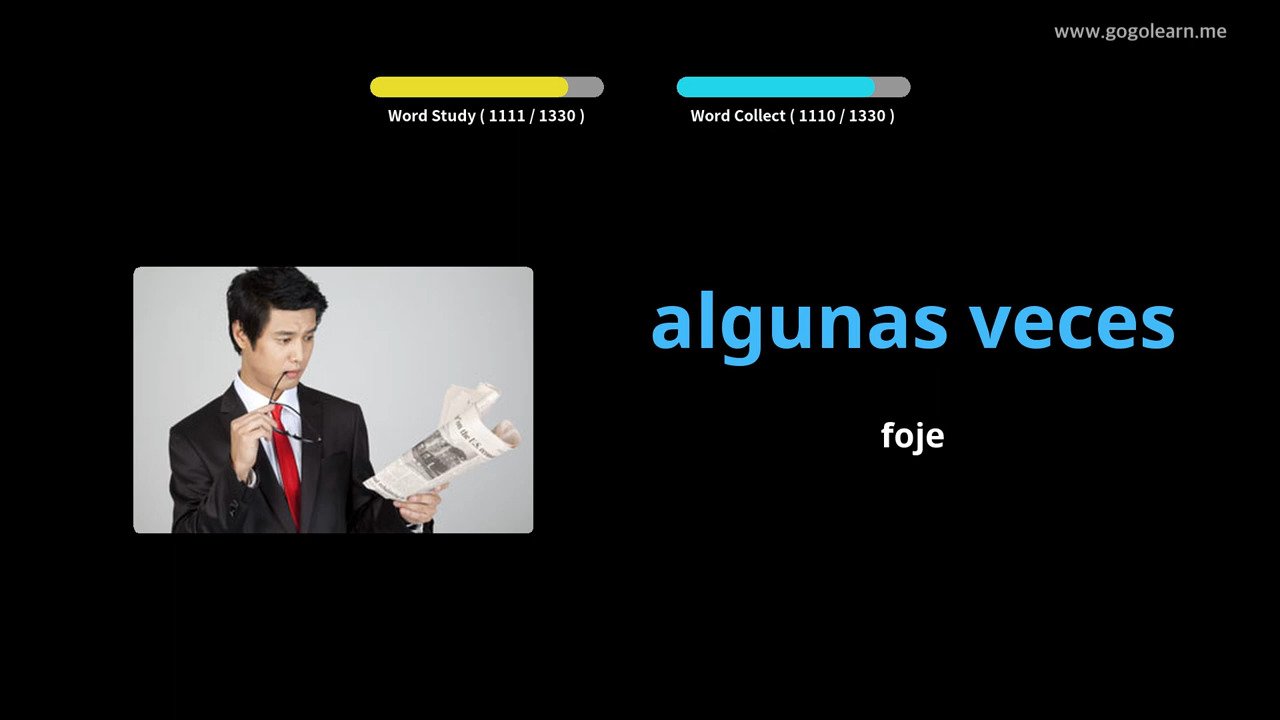 www.gogolearn.me
Word Study ( 1111 / 1330 )
Word Collect ( 1110 / 1330 )
algunas veces
foje